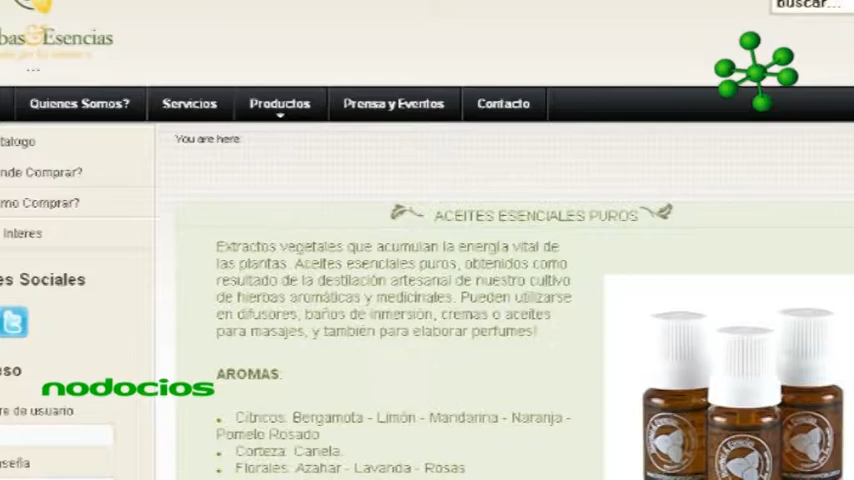 buscar...
bas&Esencias
...
Quienes Somos? Servicios Productos Prensa y Eventos Contacto
You are here:
talogo
nde Comprar?
mo Comprar?
Interes
es Sociales
eso
nodocios
re de usuario
seña
ACEITES ESENCIALES PUROS
Extractos vegetales que acumulan la energía vital de
las plantas. Aceites esenciales puros, obtenidos como
resultado de la destilación artesanal de nuestro cultivo
de hierbas aromáticas y medicinales. Pueden utilizarse
en difusores, baños de inmersión, cremas o aceites
para masajes, y también para elaborar perfumes!
AROMAS:
Cítricos: Bergamota - Limón - Mandarina - Naranja -
Pomelo Rosado
Corteza: Canela.
Florales: Azahar - Lavanda - Rosas